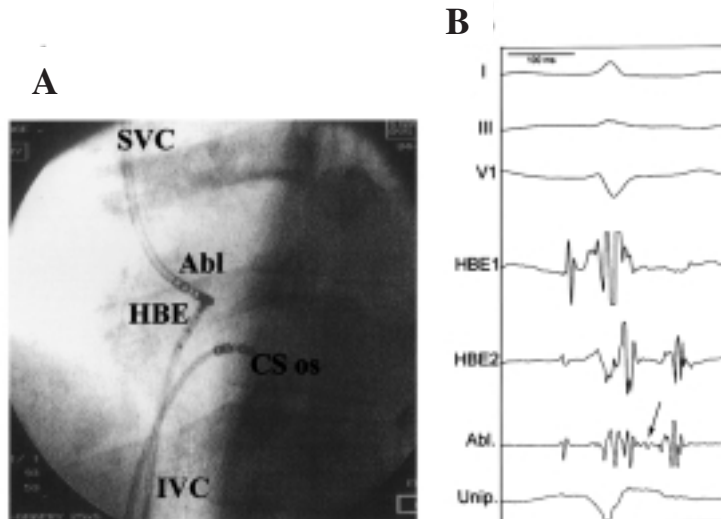 A
SVC
Abl
HBE
CS os
IVC
B
100 ms
I
III
V1
HBE1
HBE2
Abl.
Unip.